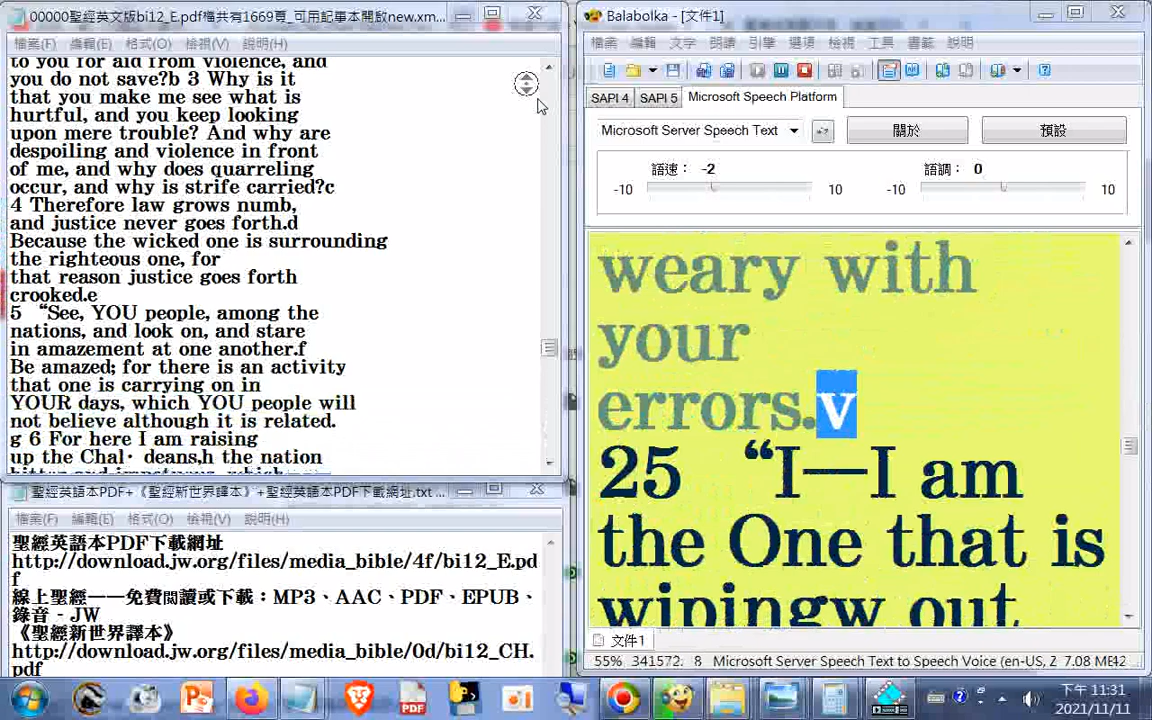 00000聖經英文版bi12_E.pdf檔共有1669頁_可用記事本開啟new.xm...
檔案(F) 編輯(E) 格式(O) 檢視(V) 說明(H)
to you for aid from violence, and
you do not save?b 3 Why is it
that you make me see what is
hurtful, and you keep looking
upon mere trouble? And why are
despoiling and violence in front
of me, and why does quarreling
occur, and why is strife carried?c
4 Therefore law grows numb,
and justice never goes forth.d
Because the wicked one is surrounding
the righteous one, for
that reason justice goes forth
crooked.e
5 “See, YOU people, among the
nations, and look on, and stare
in amazement at one another.f
Be amazed; for there is an activity
that one is carrying on in
YOUR days, which YOU people will
not believe although it is related.
g 6 For here I am raising
up the Chal· deans,h the nation
bitter and impetuous, which
聖經英語本PDF+《聖經新世界譯本》+聖經英語本PDF下載網址.txt ...
檔案(F) 編輯(E) 格式(O) 檢視(V) 說明(H)
聖經英語本PDF下載網址
http://download.jw.org/files/media_bible/4f/bi12_E.pd
f
線上聖經——免費閱讀或下載：MP3、AAC、PDF、EPUB、
錄音 - JW
《聖經新世界譯本》
http://download.jw.org/files/media_bible/0d/bi12_CH.
pdf
Balabolka - [文件1]
檔案 編輯 文字 朗讀 引擎 選項 檢視 工具 書籤 說明
SAPI 4 SAPI 5 Microsoft Speech Platform
Microsoft Server Speech Text 關於 預設
語速： -2 語調： 0
-10 10 -10 10
weary with
your
errors.v
25 “I—I am
the One that is
wipingw out
文件1
55% 341572: 8 Microsoft Server Speech Text to Speech Voice (en-US, Z 7.08 MB
下午 11:31
2021/11/11